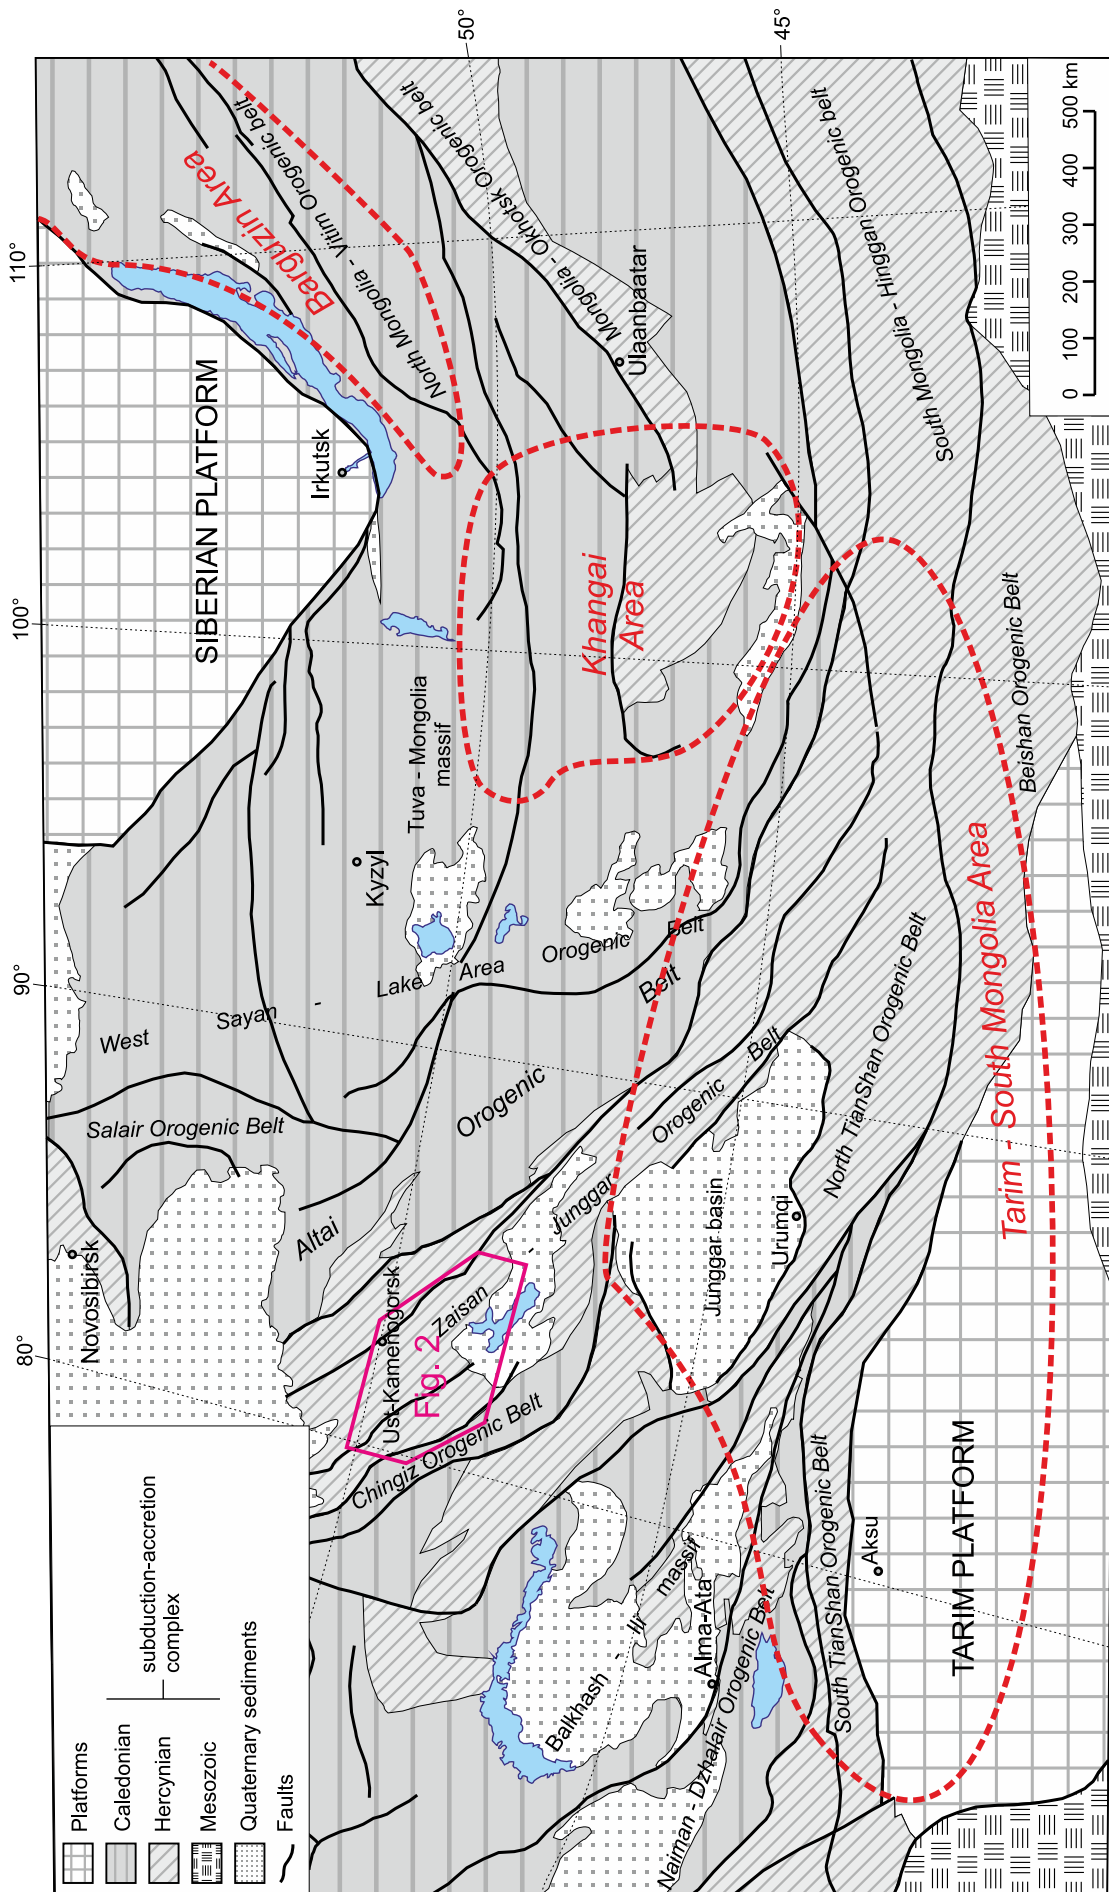 Platforms
Caledonian
Hercynian
Mesozoic
Quaternary sediments
Faults
subduction-accretion
complex
80°
90°
100°
110°
50°
45°
Novosibirsk
Salair Orogenic Belt
West
Sayan
-
Lake
Area
Orogenic
Belt
SIBERIAN PLATFORM
Irkutsk
Barguzin Area
North Mongolia - Vitim Orogenic belt
Mongolia - Okhotsk Orogenic belt
Ulaanbaatar
Kyzyl
Tuva - Mongolia
massif
Khangai
Area
South Mongolia - Hinggan Orogenic belt
Altai
Orogenic
Belt
Ust-Kamenogorsk
Fig. 2
Zaisan
-
Junggar
Orogenic
Belt
Chingiz Orogenic Belt
Junggar basin
Urumqi
North TianShan Orogenic Belt
Beishan Orogenic Belt
Tarim - South Mongolia Area
Balkhash
-
Ili
massif
Alma-Ata
Naiman - Dzhalair Orogenic Belt
South TianShan Orogenic Belt
Aksu
TARIM PLATFORM
0 100 200 300 400 500 km